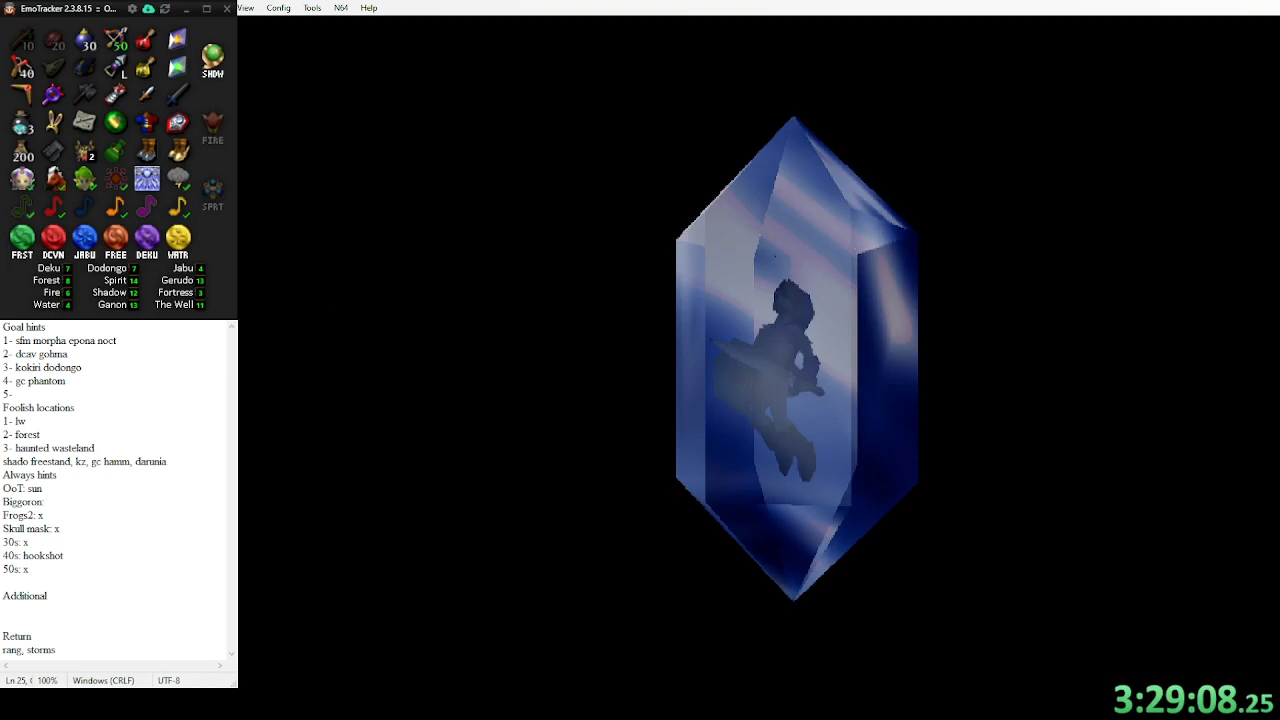 EmoTracker 2.3.8.15 :: O...
View Config Tools N64 Help
10 20 30 50
40 L SHDW
3
FIRE
200 2
SPRT
FRST DCVN JABU FREE DEKU WATR
Deku 7 Dodongo 7 Jabu 4
Forest 8 Spirit 14 Gerudo 13
Fire 6 Shadow 12 Fortress 3
Water 4 Ganon 13 The Well 11
Goal hints
1- sfm morpha epona noct
2- dcav gohma
3- kokiri dodongo
4- gc phantom
5-
Foolish locations
1- lw
2- forest
3- haunted wasteland
shado freestand, kz, gc hamm, darunia
Always hints
OoT: sun
Biggoron:
Frogs2: x
Skull mask: x
30s: x
40s: hookshot
50s: x
Additional
Return
rang, storms
Ln 25, 100% Windows (CRLF) UTF-8
3:29:08.25